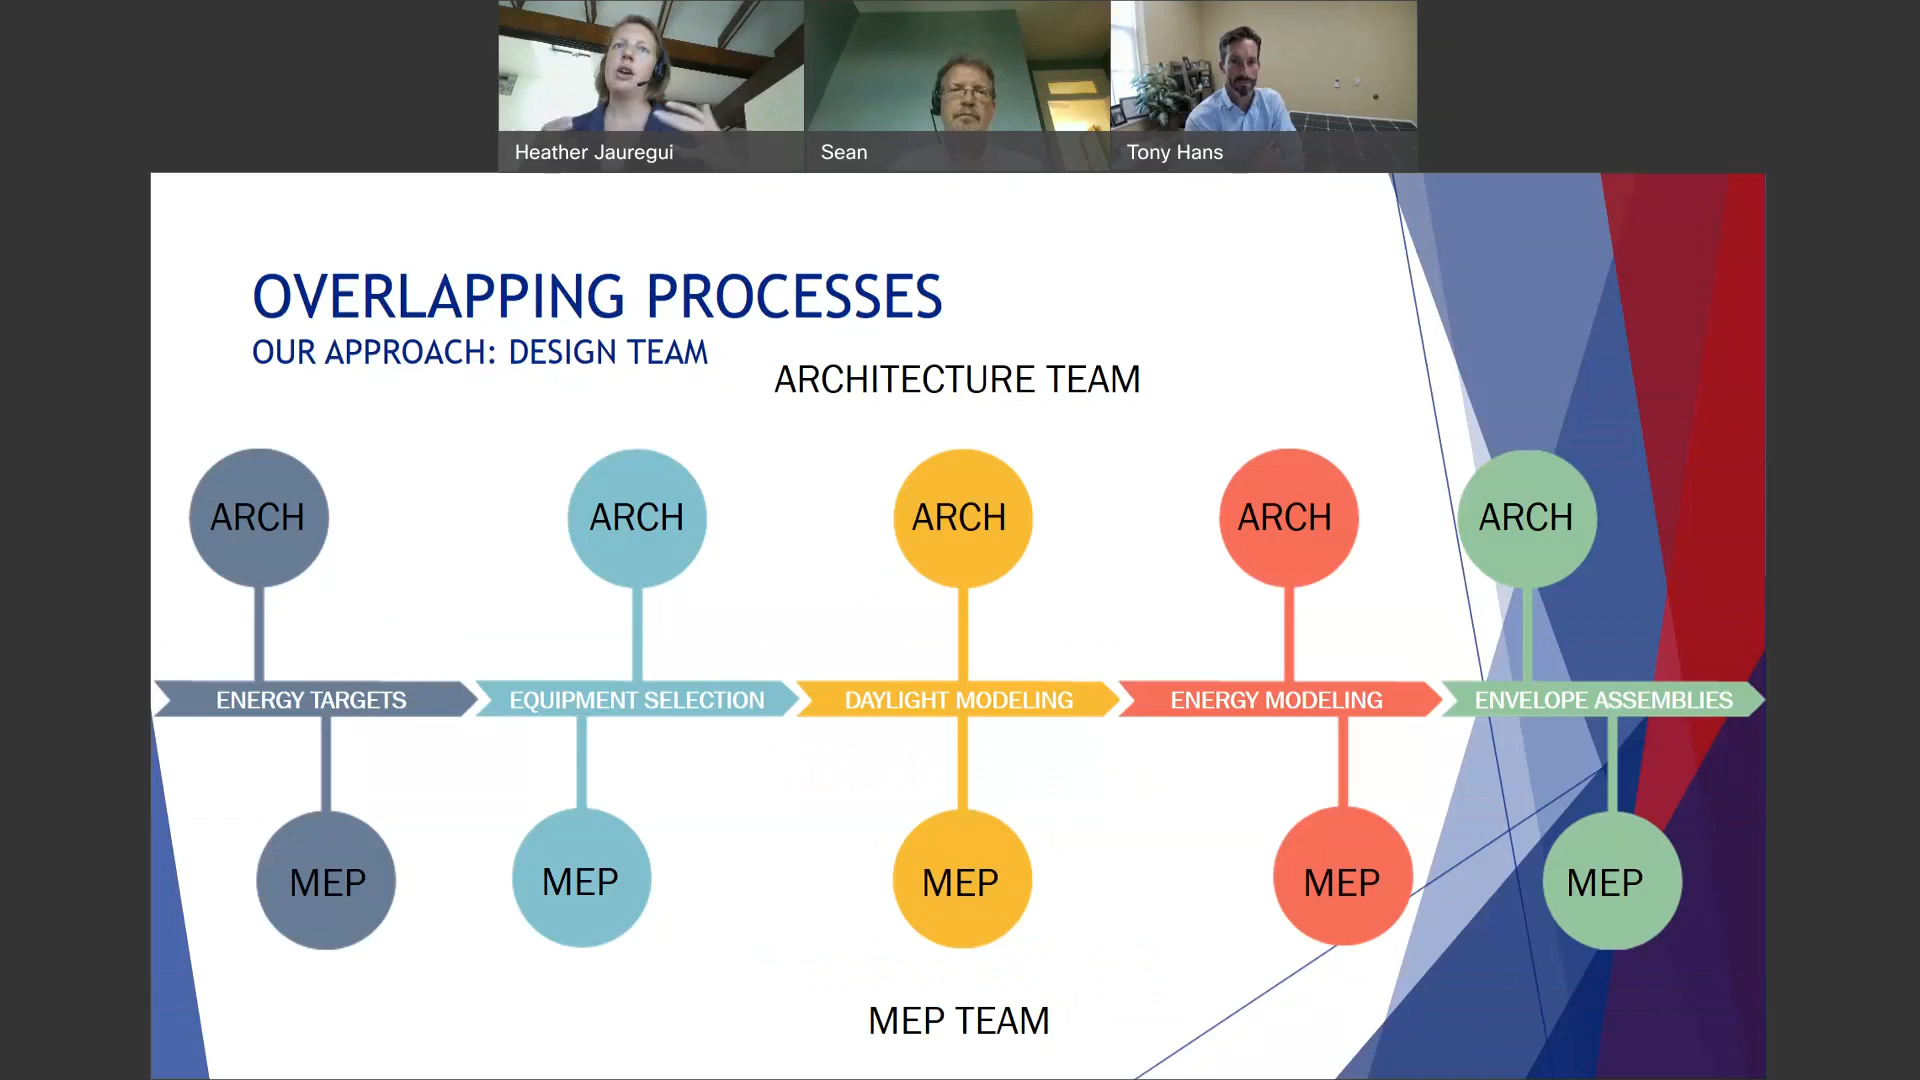 Heather Jauregui
Sean
Tony Hans
OVERLAPPING PROCESSES
OUR APPROACH: DESIGN TEAM
ARCHITECTURE TEAM
ARCH ARCH ARCH ARCH ARCH
ENERGY TARGETS EQUIPMENT SELECTION DAYLIGHT MODELING ENERGY MODELING ENVELOPE ASSEMBLIES
MEP MEP MEP MEP MEP
MEP TEAM